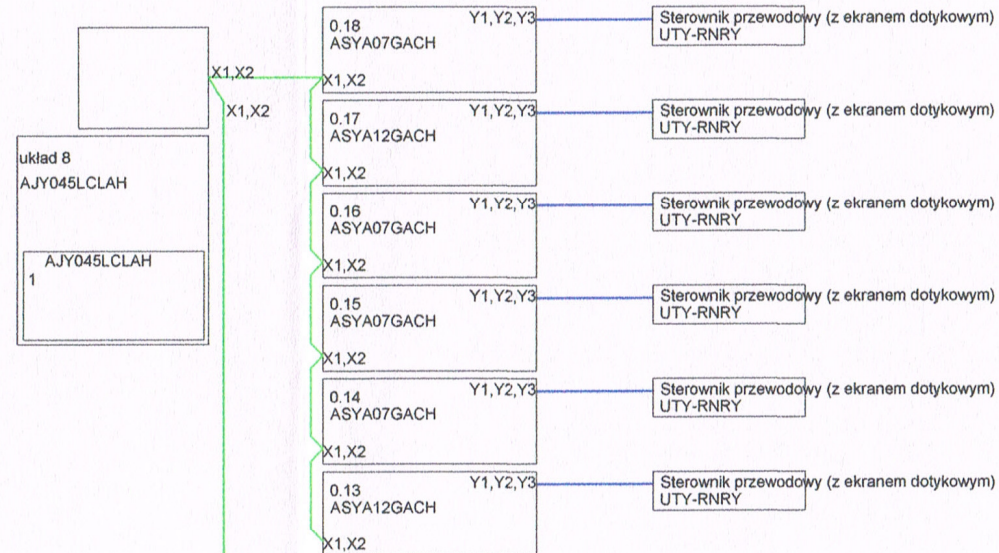 X1,X2
X1,X2
układ 8
AJY045LCLAH
AJY045LCLAH
1
0.18
ASYA07GACH
Y1,Y2,Y3
X1,X2
Sterownik przewodowy (z ekranem dotykowym)
UTY-RNRY
0.17
ASYA12GACH
Y1,Y2,Y3
X1,X2
Sterownik przewodowy (z ekranem dotykowym)
UTY-RNRY
0.16
ASYA07GACH
Y1,Y2,Y3
X1,X2
Sterownik przewodowy (z ekranem dotykowym)
UTY-RNRY
0.15
ASYA07GACH
Y1,Y2,Y3
X1,X2
Sterownik przewodowy (z ekranem dotykowym)
UTY-RNRY
0.14
ASYA07GACH
Y1,Y2,Y3
X1,X2
Sterownik przewodowy (z ekranem dotykowym)
UTY-RNRY
0.13
ASYA12GACH
Y1,Y2,Y3
X1,X2
Sterownik przewodowy (z ekranem dotykowym)
UTY-RNRY